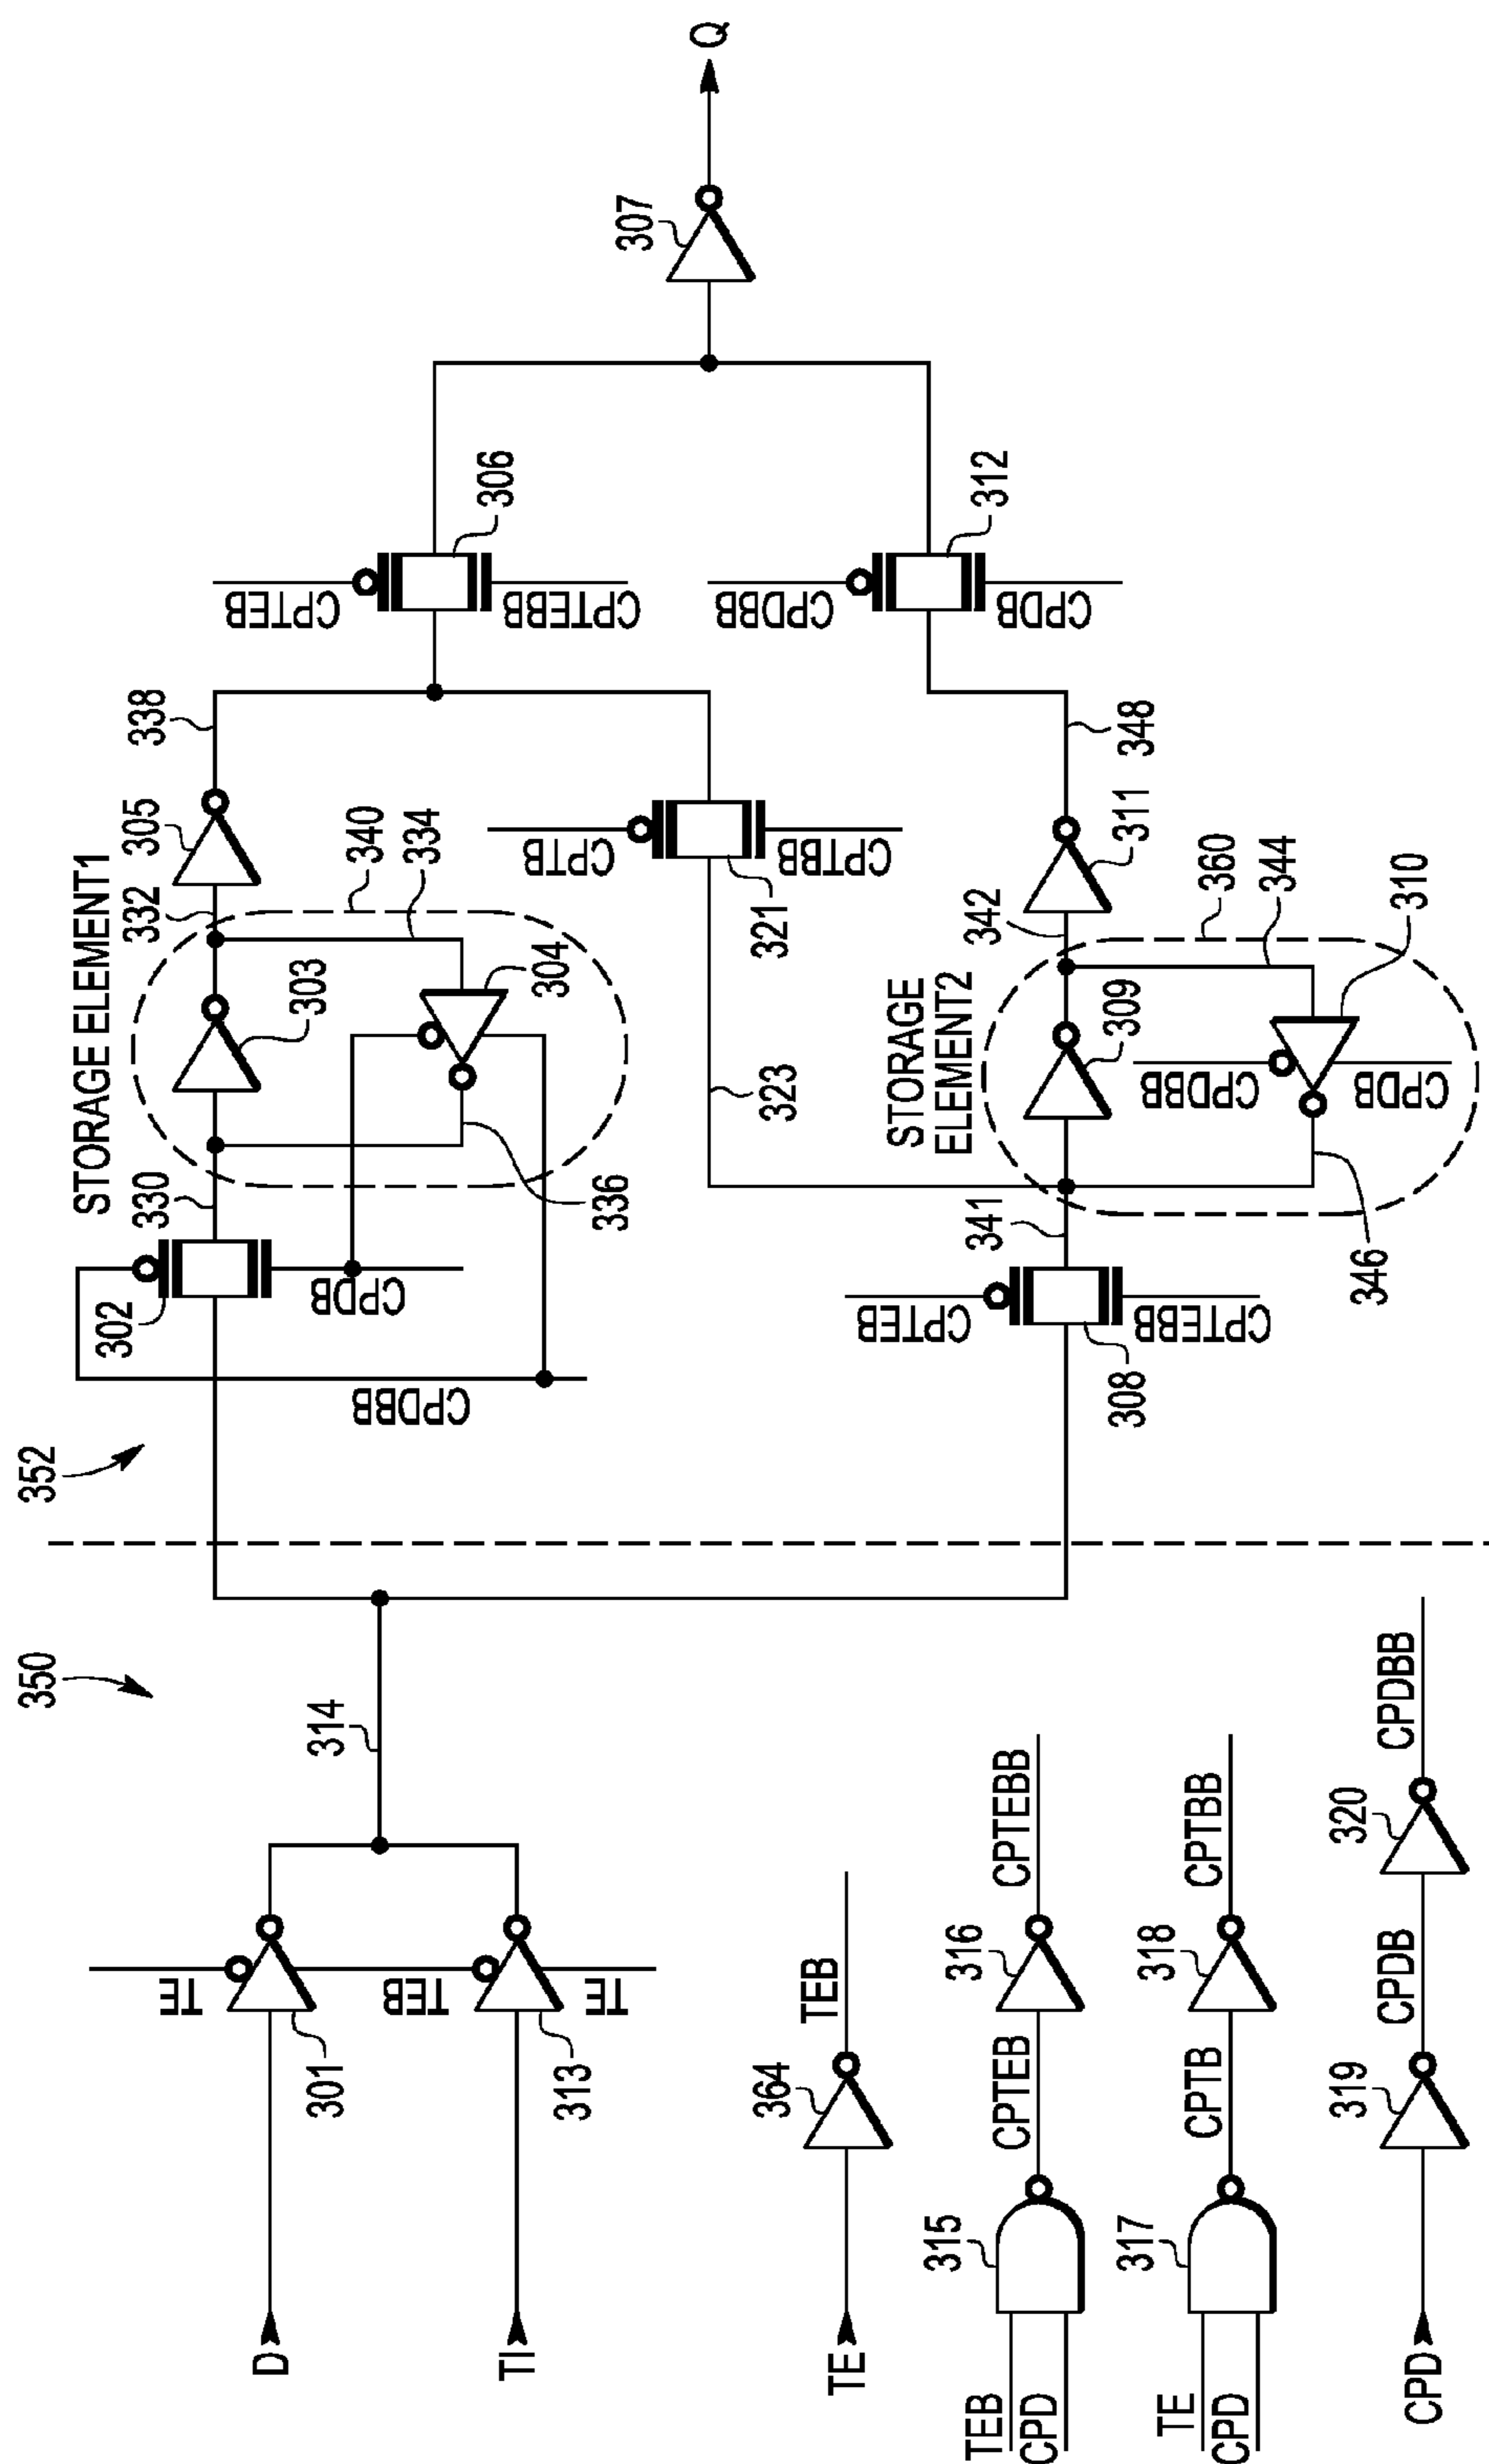 350
352
D
TI
TE
TEB
TE
301
313
314
TE
364
TEB
TEB
CPD
315
CPTEB
316
CPTEBB
TE
CPD
317
CPTB
318
CPTBB
CPD
319
CPDB
320
CPDBB
STORAGE ELEMENT1
302
CPDBB
CPDB
330
303
304
332
334
336
340
305
338
CPTB
CPTBB
321
323
CPTEB
CPTEBB
306
308
CPTEB
CPTEBB
341
STORAGE
ELEMENT2
309
CPDBB
CPDB
310
342
344
346
360
311
348
CPDBB
CPDB
312
307
Q